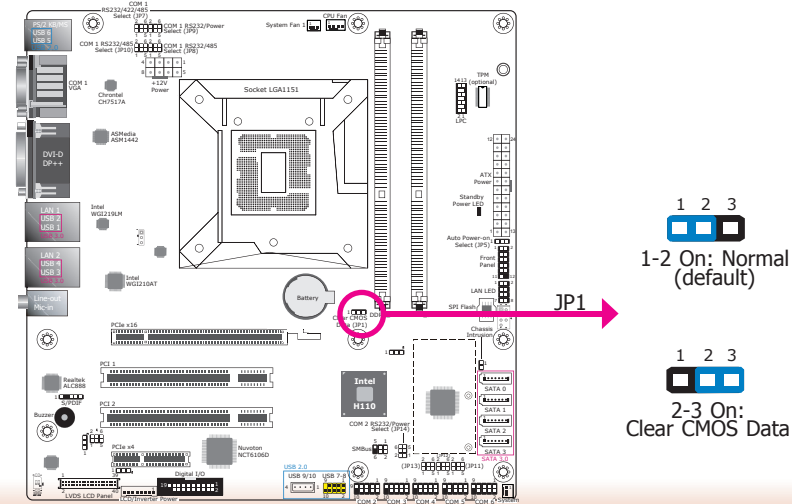 COM 1
RS232/422/485
Select (JP7)
COM 1 RS232/Power
Select (JP9)
COM 1 RS232/485
Select (JP10)
COM 1 RS232/485
Select (JP8)
+12V
Power
System Fan 1
CPU Fan
PS/2 KB/MS
USB 6
USB 5
COM 1
VGA
Chrontel
CH7517A
ASMedia
ASM1442
DVI-D
DP++
Socket LGA1151
TPM
(optional)
14 13
2 1
LPC
12 24
ATX
Power
Standby
Power LED
1 13
Auto Power-on
Select (JP5)
Front
Panel
LAN LED
SPI Flash
Chassis
Intrusion
LAN 1
USB 2
USB 1
Intel
WGI219LM
LAN 2
USB 4
USB 3
Intel
WGI210AT
Line-out
Mic-in
Battery
Clear CMOS
Data (JP1)
JP1
1 2 3
1-2 On: Normal
(default)
1 2 3
2-3 On:
Clear CMOS Data
PCIe x16
PCI 1
Realtek
ALC888
S/PDIF
Buzzer
PCI 2
PCIe x4
Nuvoton
NCT6106D
Intel
H110
COM 2 RS232/Power
Select (JP14)
SMBus
(JP13)
(JP11)
SATA 0
SATA 1
SATA 2
SATA 3
SATA 3.0
LVDS LCD Panel
LCD/Inverter Power
Digital I/O
USB 2.0
USB 9/10
USB 7-8
COM 2
COM 3
COM 4
COM 5
COM 6
System